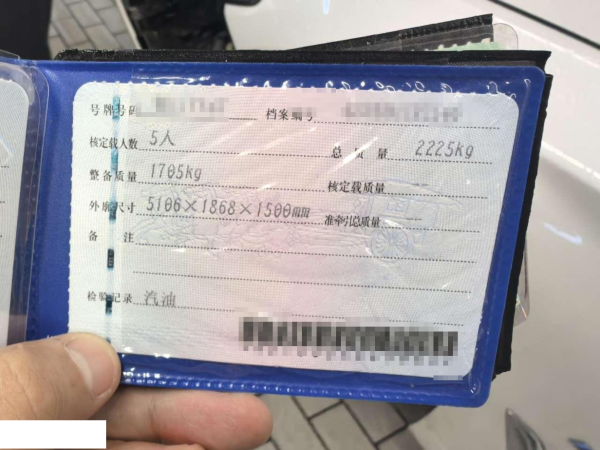 号牌号码 档案编号
核定载人数 5人 总质量 2225kg
整备质量 1705kg 核定载质量 --
外廓尺寸 5106×1868×1500mm 准牵引总质量 --
备注
检验记录 汽油